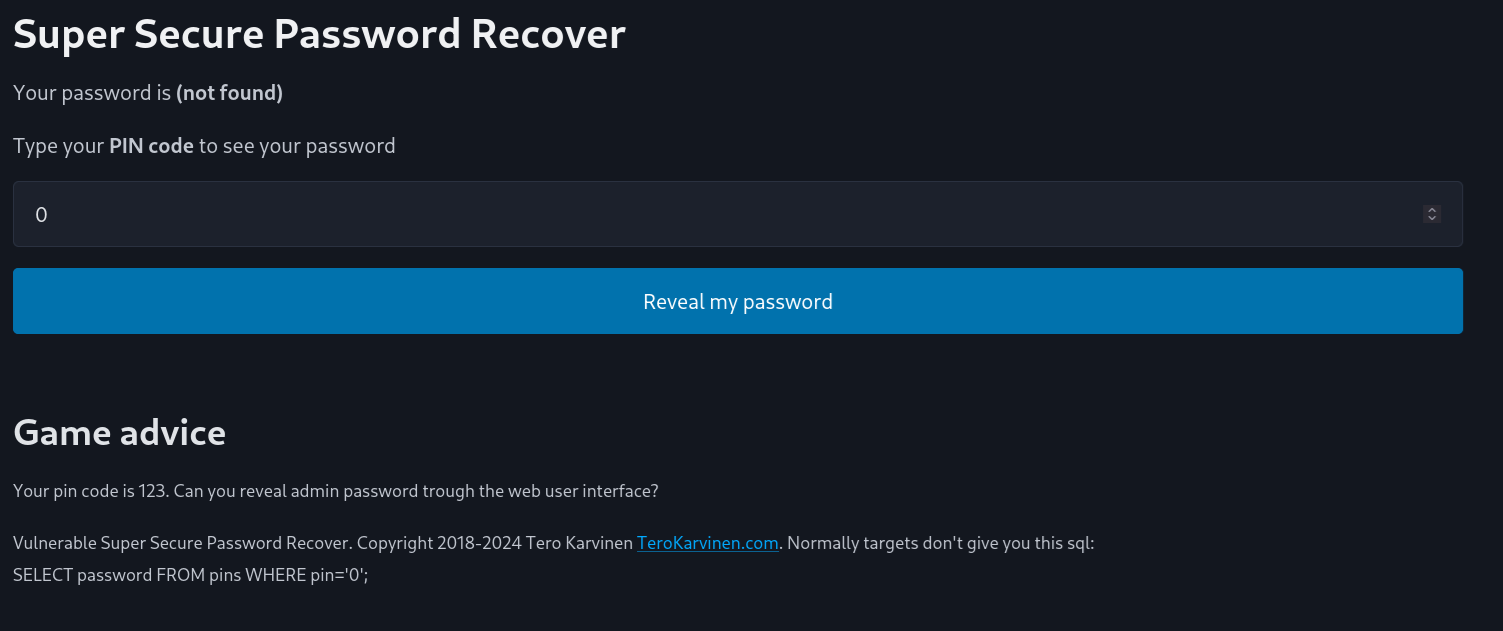 Super Secure Password Recover
Your password is (not found)
Type your PIN code to see your password
0
Reveal my password
Game advice
Your pin code is 123. Can you reveal admin password trough the web user interface?
Vulnerable Super Secure Password Recover. Copyright 2018-2024 Tero Karvinen TeroKarvinen.com. Normally targets don't give you this sql:
SELECT password FROM pins WHERE pin='0';